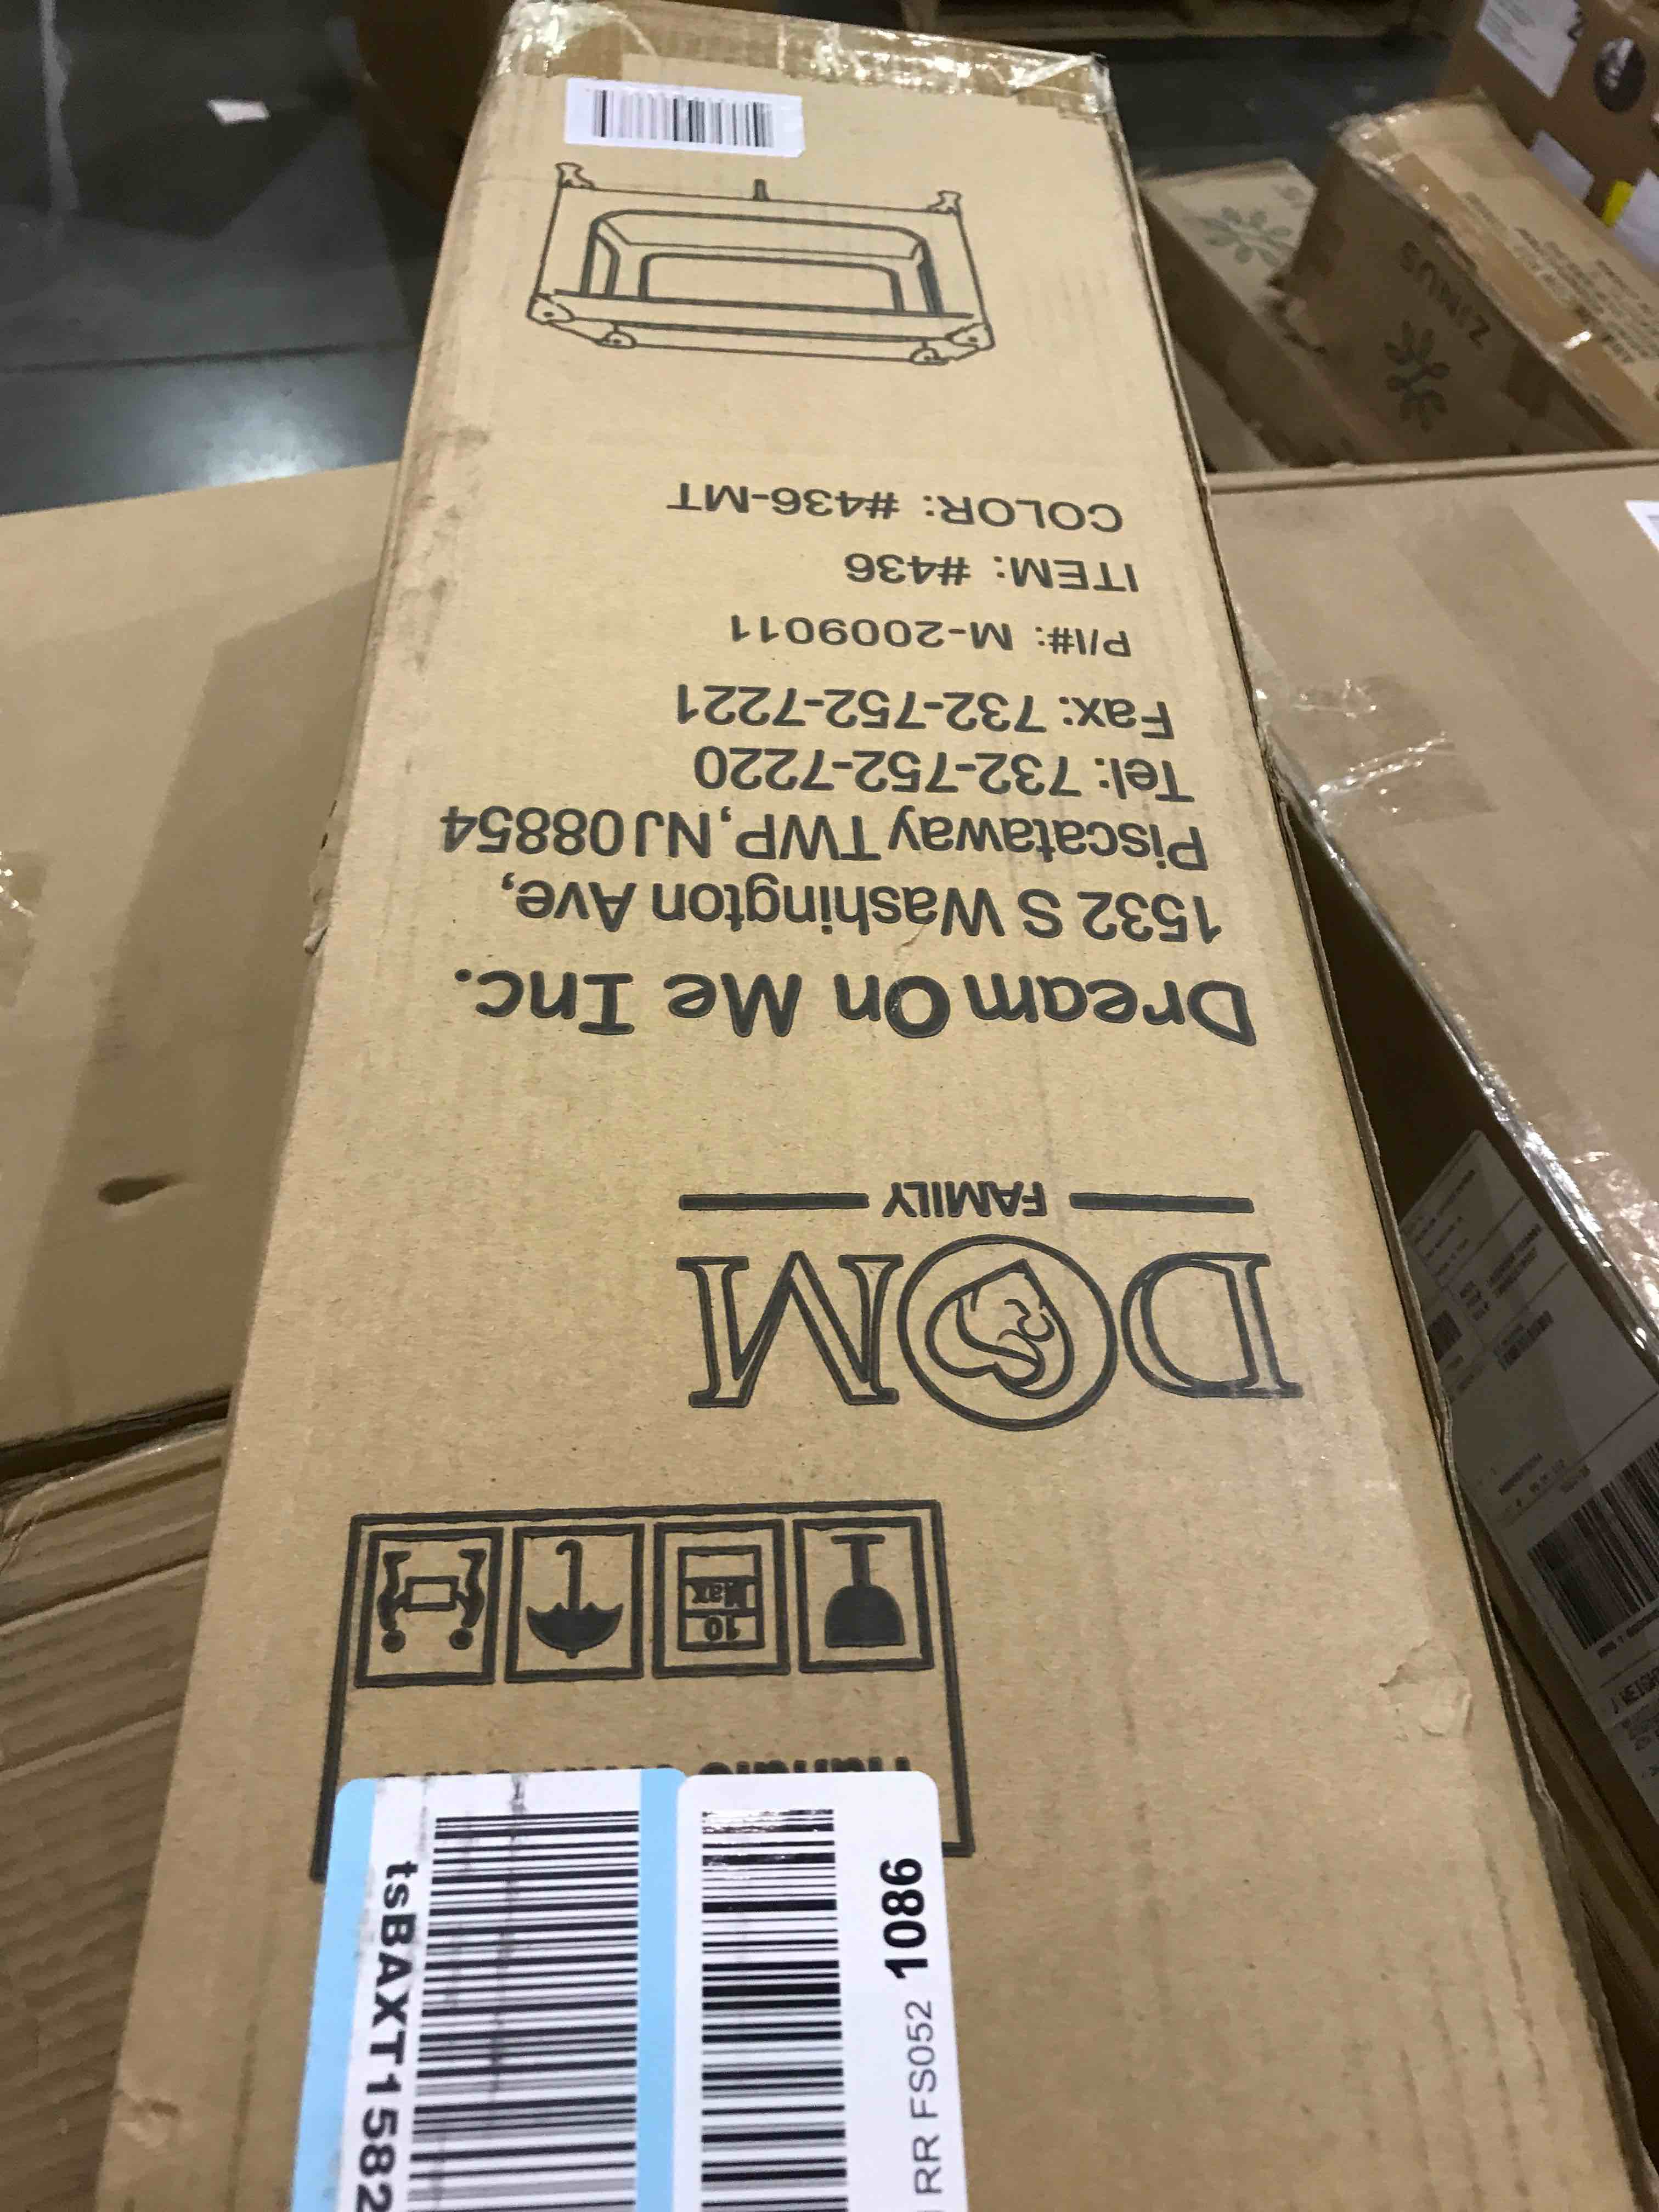 DOM
FAMILY
Dream On Me Inc.
1532 S Washington Ave,
Piscataway TWP, NJ 08854
Tel: 732-752-7220
Fax: 732-752-7221
P/I#: M-2009011
ITEM: #436
COLOR: #436-MT
10
Max
tsBAXT1582
RR FS052 1086
ZINUS